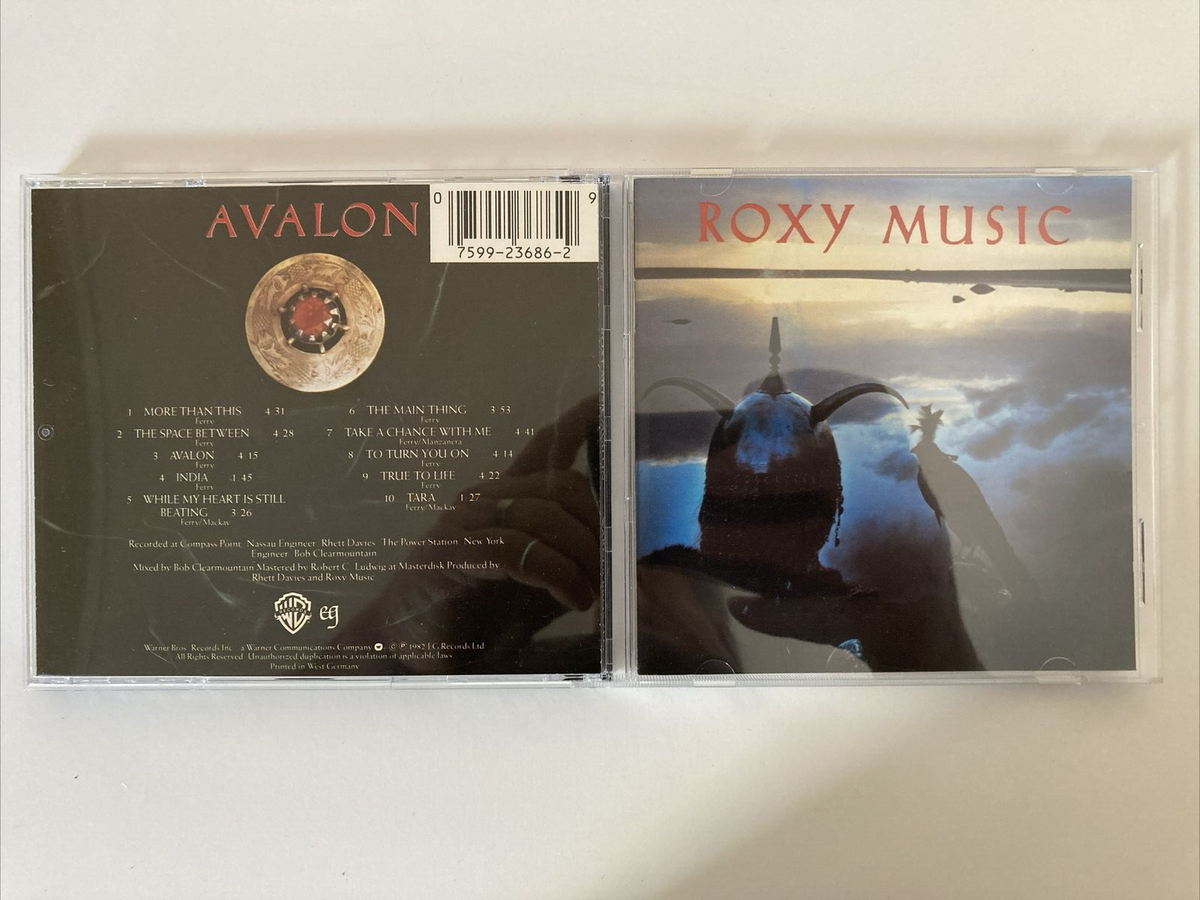 AVALON
0 9
7599-23686-2
1 MORE THAN THIS 4 31
Ferry
2 THE SPACE BETWEEN 4 28
Ferry
3 AVALON 4 15
Ferry
4 INDIA 1 45
Ferry
5 WHILE MY HEART IS STILL
BEATING 3 26
Ferry/Mackay
6 THE MAIN THING 3 53
Ferry
7 TAKE A CHANCE WITH ME 4 41
Ferry/Manzanera
8 TO TURN YOU ON 4 14
Ferry
9 TRUE TO LIFE 4 22
Ferry
10 TARA 1 27
Ferry/Mackay
Recorded at Compass Point Nassau Engineer Rhett Davies The Power Station New York
Engineer Bob Clearmountain
Mixed by Bob Clearmountain Mastered by Robert C Ludwig at Masterdisk Produced by
Rhett Davies and Roxy Music
WB eg
Warner Bros Records Inc a Warner Communications Company © ℗ 1982 EG Records Ltd
All Rights Reserved Unauthorized duplication is a violation of applicable laws
Printed in West Germany
ROXY MUSIC